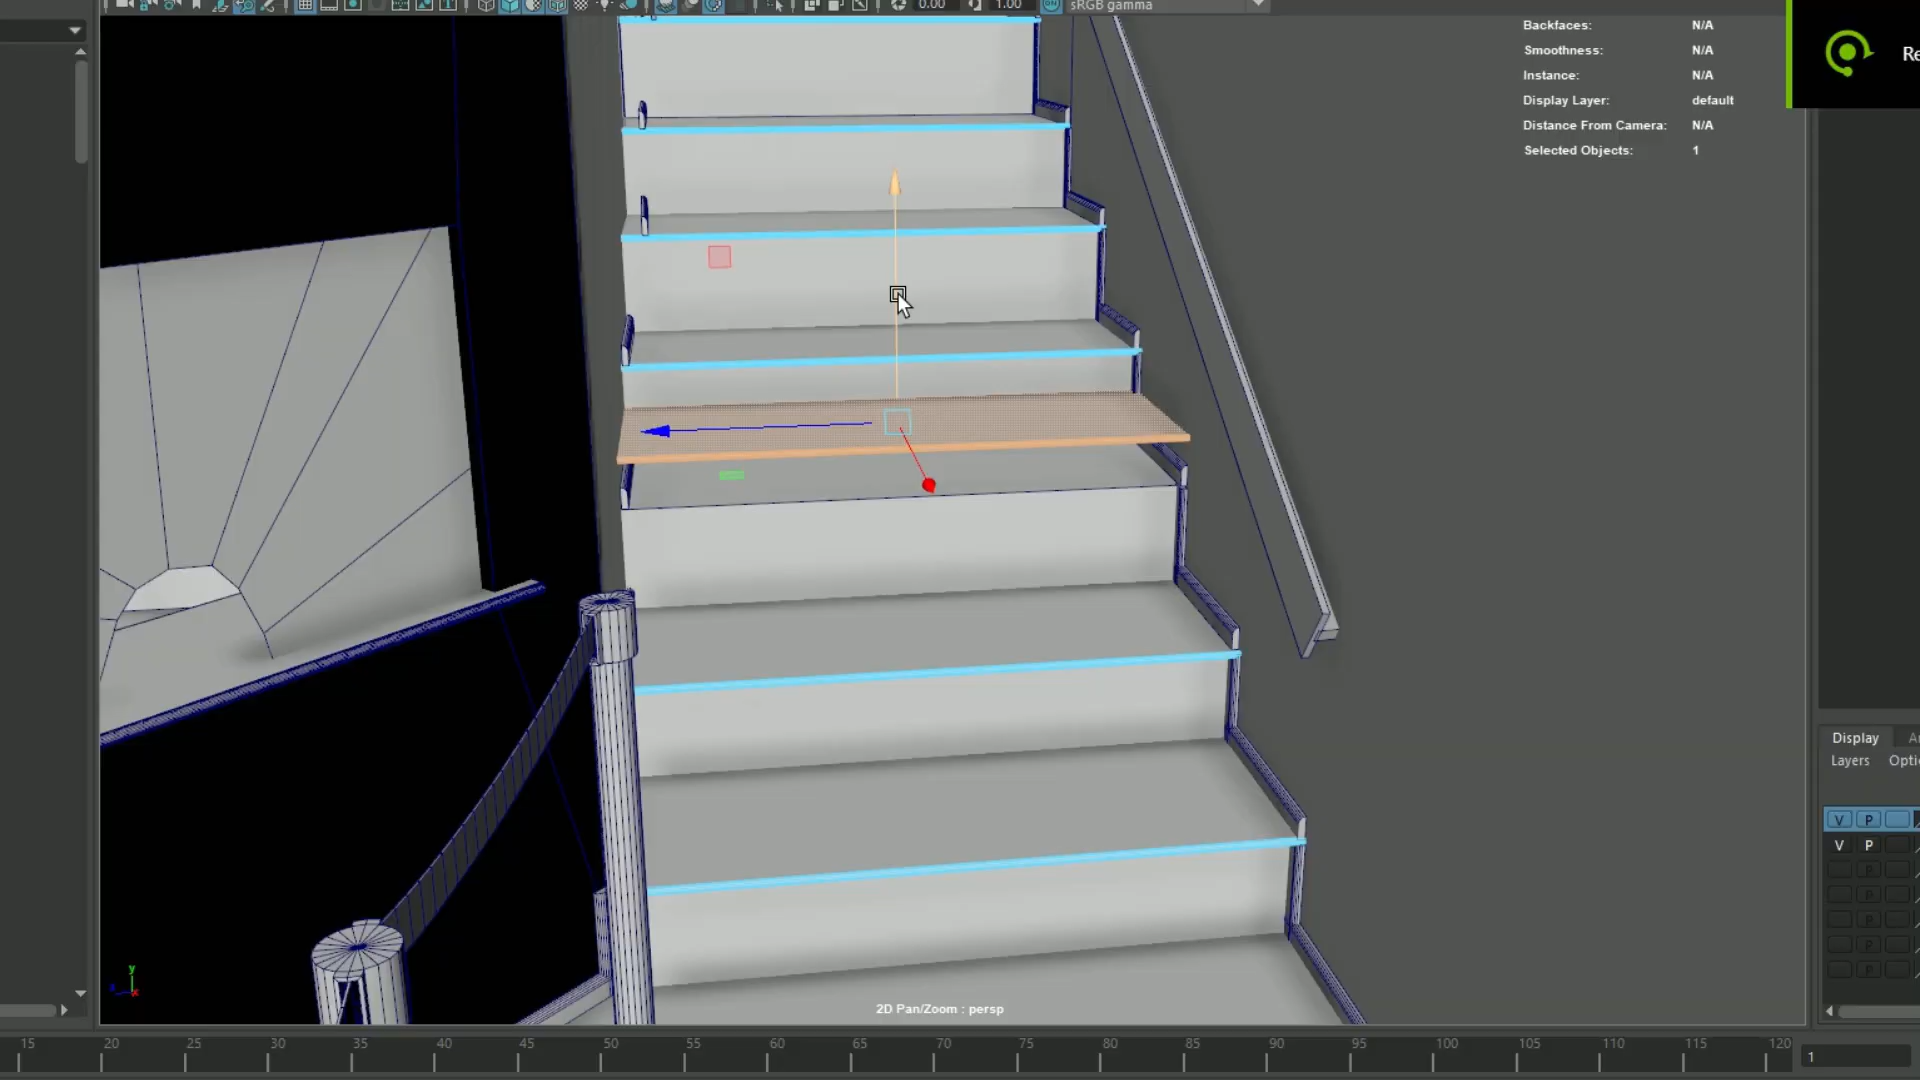 0.00 1.00 ON sRGB gamma
Backfaces: N/A
Smoothness: N/A
Instance: N/A
Display Layer: default
Distance From Camera: N/A
Selected Objects: 1
Re
Display
Layers
V P
V P
P
P
P
P
P
y
2D Pan/Zoom : persp
15 20 25 30 35 40 45 50 55 60 65 70 75 80 85 90 95 100 105 110 115 120
1